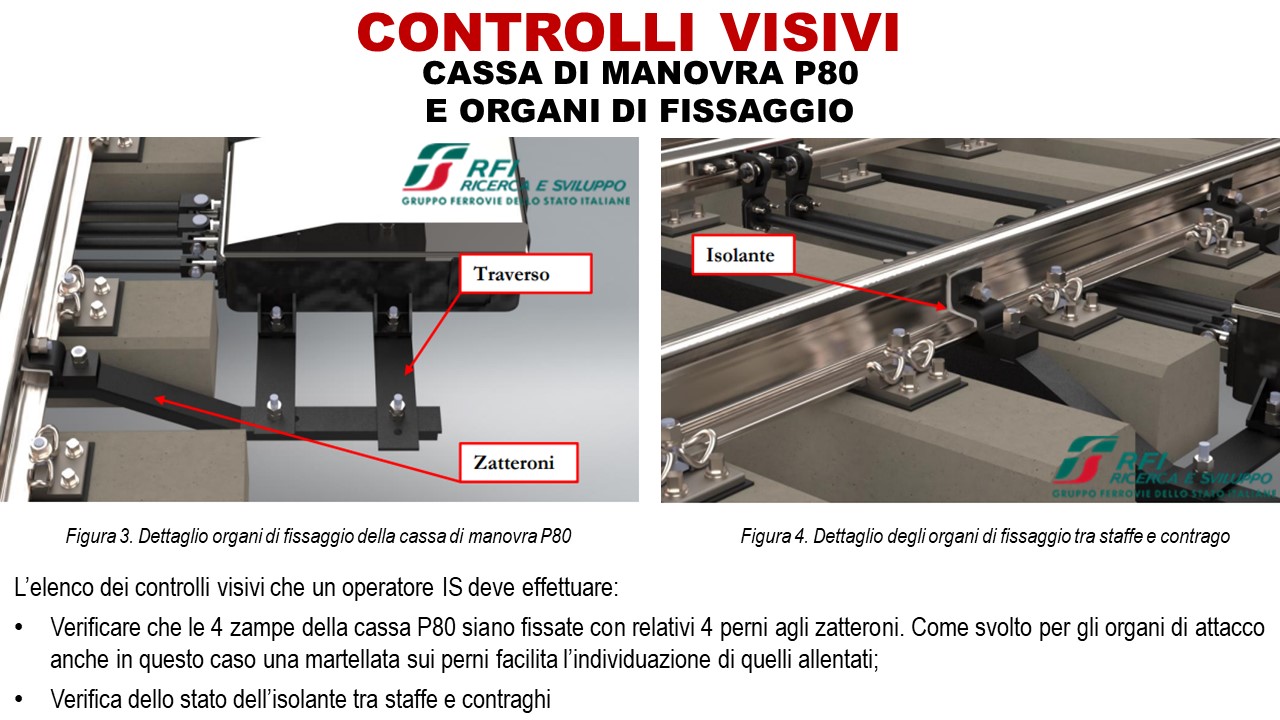 CONTROLLI VISIVI
CASSA DI MANOVRA P80
E ORGANI DI FISSAGGIO
RFI
RICERCA E SVILUPPO
GRUPPO FERROVIE DELLO STATO ITALIANE
Traverso
Zatteroni
Isolante
RFI
RICERCA E SVILUPPO
GRUPPO FERROVIE DELLO STATO ITALIANE
Figura 3. Dettaglio organi di fissaggio della cassa di manovra P80
Figura 4. Dettaglio degli organi di fissaggio tra staffe e contrago
L’elenco dei controlli visivi che un operatore IS deve effettuare:
• Verificare che le 4 zampe della cassa P80 siano fissate con relativi 4 perni agli zatteroni. Come svolto per gli organi di attacco
anche in questo caso una martellata sui perni facilita l’individuazione di quelli allentati;
• Verifica dello stato dell’isolante tra staffe e contraghi